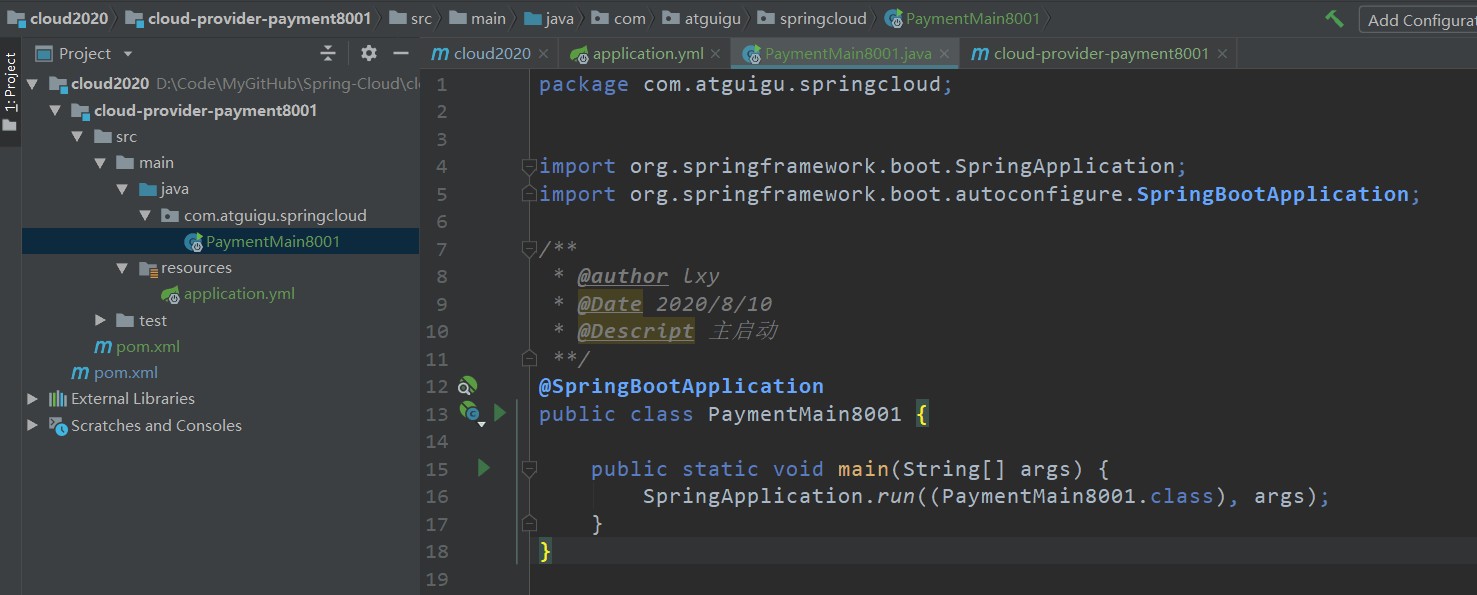 cloud2020 cloud-provider-payment8001 src main java com atguigu springcloud PaymentMain8001 Add Configurat
1: Project
Project
cloud2020 D:\Code\MyGitHub\Spring-Cloud\cl
cloud-provider-payment8001
src
main
java
com.atguigu.springcloud
PaymentMain8001
resources
application.yml
test
pom.xml
pom.xml
External Libraries
Scratches and Consoles
cloud2020 application.yml PaymentMain8001.java cloud-provider-payment8001
1 package com.atguigu.springcloud;
2
3
4 import org.springframework.boot.SpringApplication;
5 import org.springframework.boot.autoconfigure.SpringBootApplication;
6
7 /**
8 * @author lxy
9 * @Date 2020/8/10
10 * @Descript 主启动
11 **/
12 @SpringBootApplication
13 public class PaymentMain8001 {
14
15 public static void main(String[] args) {
16 SpringApplication.run((PaymentMain8001.class), args);
17 }
18 }
19